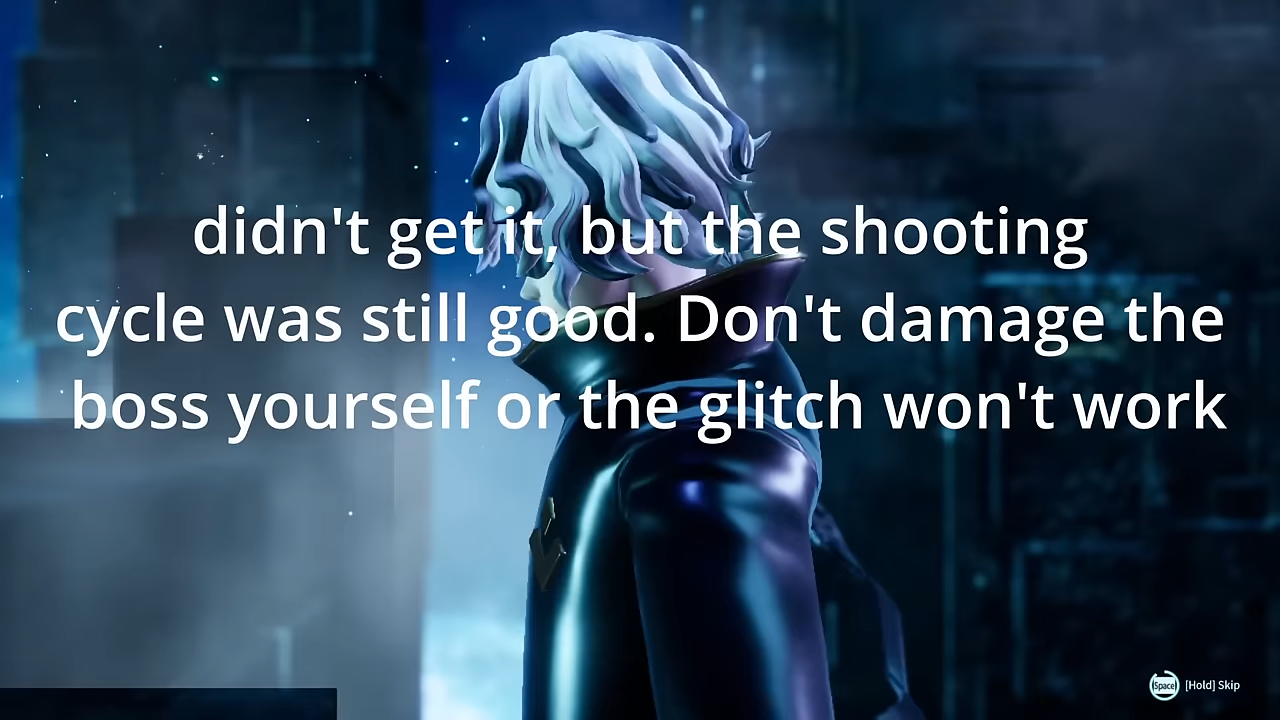 didn't get it, but the shooting
cycle was still good. Don't damage the
boss yourself or the glitch won't work
Space [Hold] Skip